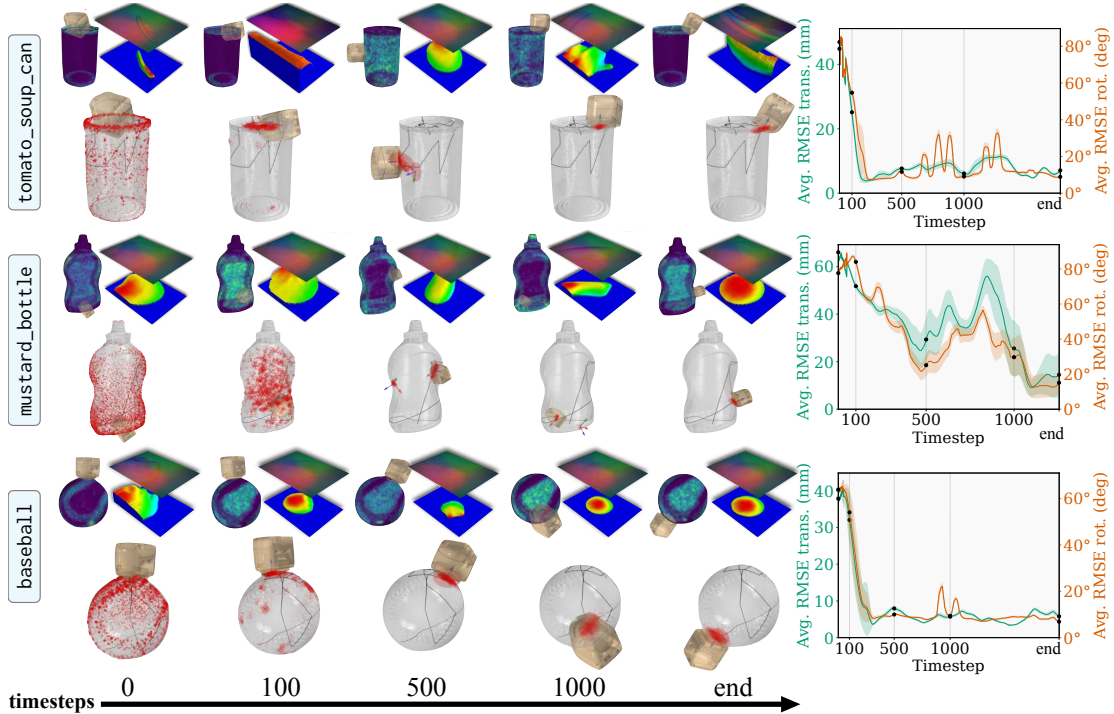 tomato_soup_can
Avg. RMSE trans. (mm)
40
20
0
80°
60°
40°
20°
0°
Avg. RMSE rot. (deg)
100
500
1000
end
Timestep
mustard_bottle
Avg. RMSE trans. (mm)
60
40
20
0
80°
60°
40°
20°
0°
Avg. RMSE rot. (deg)
100
500
1000
end
Timestep
baseball
Avg. RMSE trans. (mm)
40
30
20
10
0
60°
40°
20°
0°
Avg. RMSE rot. (deg)
100
500
1000
end
Timestep
timesteps
0
100
500
1000
end